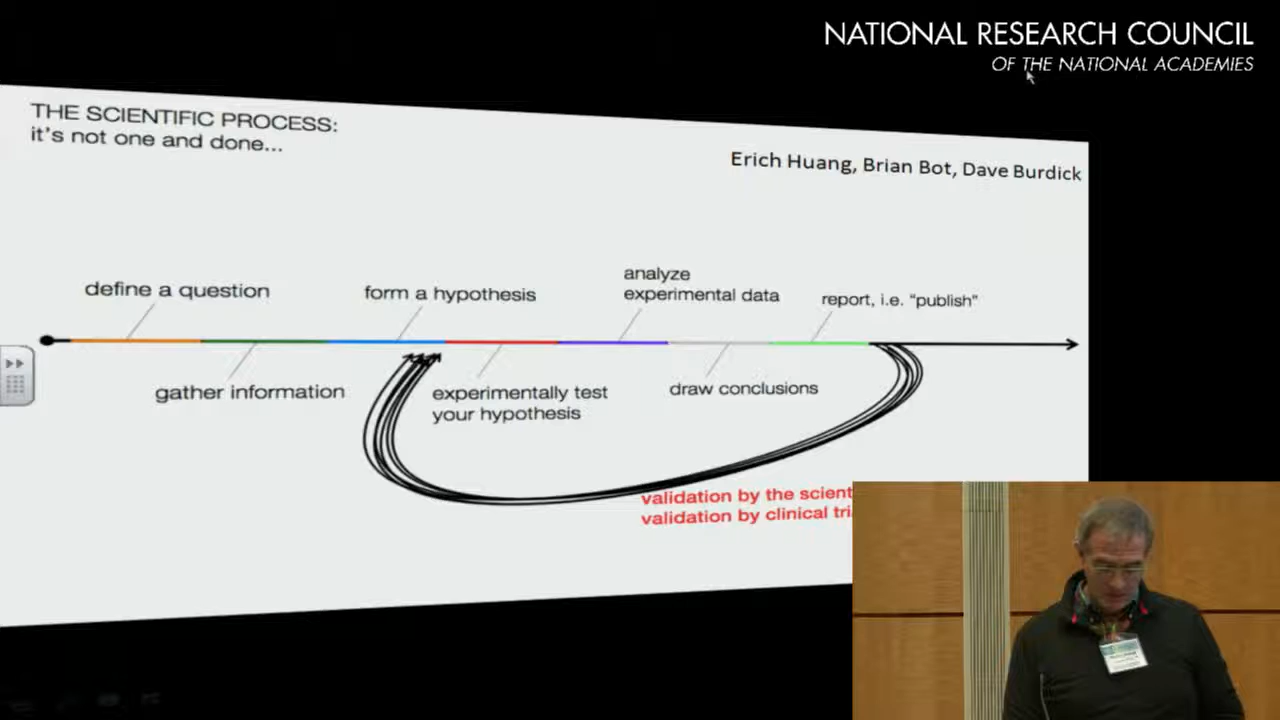 NATIONAL RESEARCH COUNCIL
OF THE NATIONAL ACADEMIES
THE SCIENTIFIC PROCESS:
it's not one and done...
Erich Huang, Brian Bot, Dave Burdick
define a question
form a hypothesis
analyze
experimental data
report, i.e. "publish"
gather information
experimentally test
your hypothesis
draw conclusions
validation by the
validation by clinical